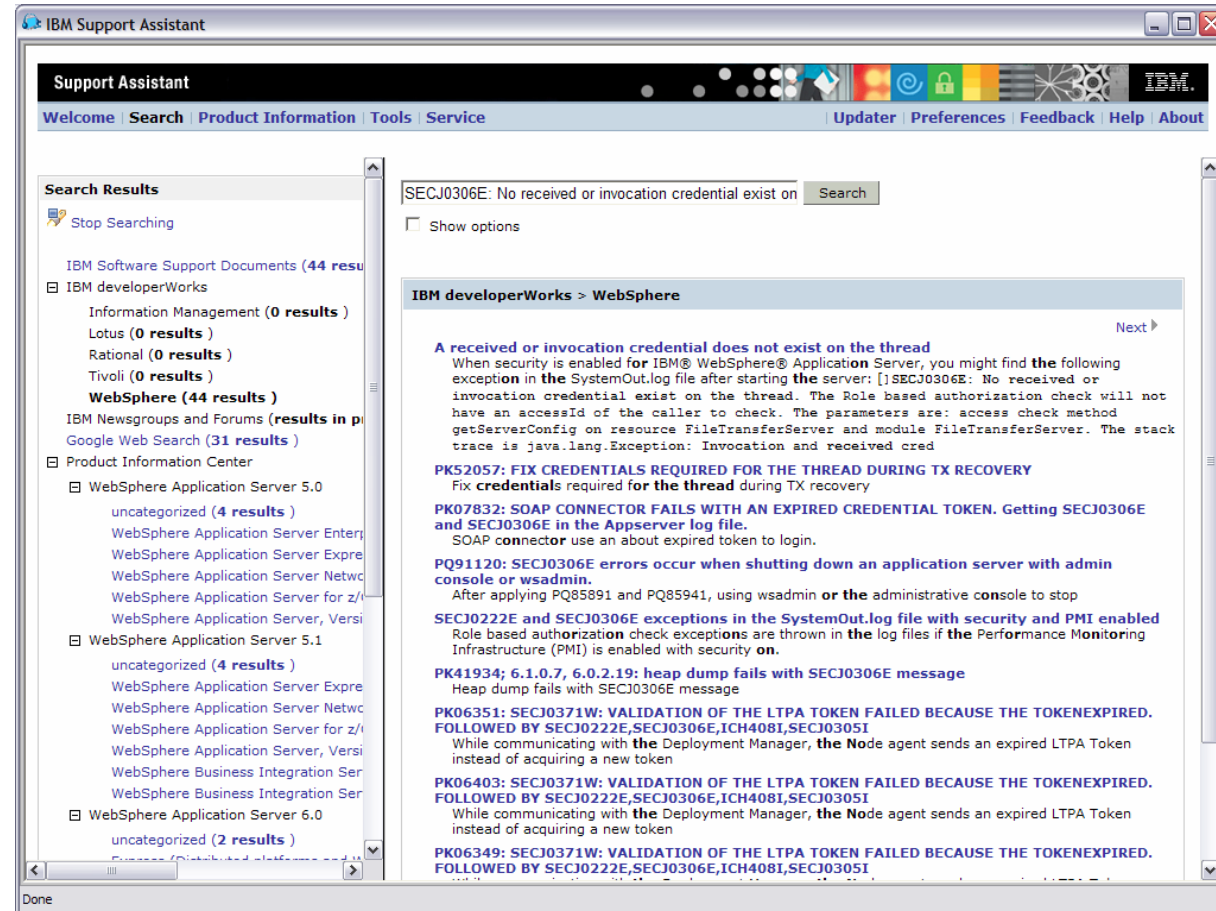 IBM Support Assistant
Support Assistant
IBM.
Welcome | Search | Product Information | Tools | Service
| Updater | Preferences | Feedback | Help | About
Search Results
Stop Searching
IBM Software Support Documents (44 resu
IBM developerWorks
Information Management (0 results )
Lotus (0 results )
Rational (0 results )
Tivoli (0 results )
WebSphere (44 results )
IBM Newsgroups and Forums (results in pr
Google Web Search (31 results )
Product Information Center
WebSphere Application Server 5.0
uncategorized (4 results )
WebSphere Application Server Enterp
WebSphere Application Server Expre
WebSphere Application Server Netwo
WebSphere Application Server for z/O
WebSphere Application Server, Versi
WebSphere Application Server 5.1
uncategorized (4 results )
WebSphere Application Server Expre
WebSphere Application Server Netwo
WebSphere Application Server for z/O
WebSphere Application Server, Versi
WebSphere Business Integration Ser
WebSphere Business Integration Ser
WebSphere Application Server 6.0
uncategorized (2 results )
SECJ0306E: No received or invocation credential exist on
Search
Show options
IBM developerWorks > WebSphere
Next
A received or invocation credential does not exist on the thread
When security is enabled for IBM® WebSphere® Application Server, you might find the following
exception in the SystemOut.log file after starting the server: []SECJ0306E: No received or
invocation credential exist on the thread. The Role based authorization check will not
have an accessId of the caller to check. The parameters are: access check method
getServerConfig on resource FileTransferServer and module FileTransferServer. The stack
trace is java.lang.Exception: Invocation and received cred
PK52057: FIX CREDENTIALS REQUIRED FOR THE THREAD DURING TX RECOVERY
Fix credentials required for the thread during TX recovery
PK07832: SOAP CONNECTOR FAILS WITH AN EXPIRED CREDENTIAL TOKEN. Getting SECJ0306E
and SECJ0306E in the Appserver log file.
SOAP connector use an about expired token to login.
PQ91120: SECJ0306E errors occur when shutting down an application server with admin
console or wsadmin.
After applying PQ85891 and PQ85941, using wsadmin or the administrative console to stop
SECJ0222E and SECJ0306E exceptions in the SystemOut.log file with security and PMI enabled
Role based authorization check exceptions are thrown in the log files if the Performance Monitoring
Infrastructure (PMI) is enabled with security on.
PK41934; 6.1.0.7, 6.0.2.19: heap dump fails with SECJ0306E message
Heap dump fails with SECJ0306E message
PK06351: SECJ0371W: VALIDATION OF THE LTPA TOKEN FAILED BECAUSE THE TOKENEXPIRED.
FOLLOWED BY SECJ0222E,SECJ0306E,ICH408I,SECJ0305I
While communicating with the Deployment Manager, the Node agent sends an expired LTPA Token
instead of acquiring a new token
PK06403: SECJ0371W: VALIDATION OF THE LTPA TOKEN FAILED BECAUSE THE TOKENEXPIRED.
FOLLOWED BY SECJ0222E,SECJ0306E,ICH408I,SECJ0305I
While communicating with the Deployment Manager, the Node agent sends an expired LTPA Token
instead of acquiring a new token
PK06349: SECJ0371W: VALIDATION OF THE LTPA TOKEN FAILED BECAUSE THE TOKENEXPIRED.
FOLLOWED BY SECJ0222E,SECJ0306E,ICH408I,SECJ0305I
Done